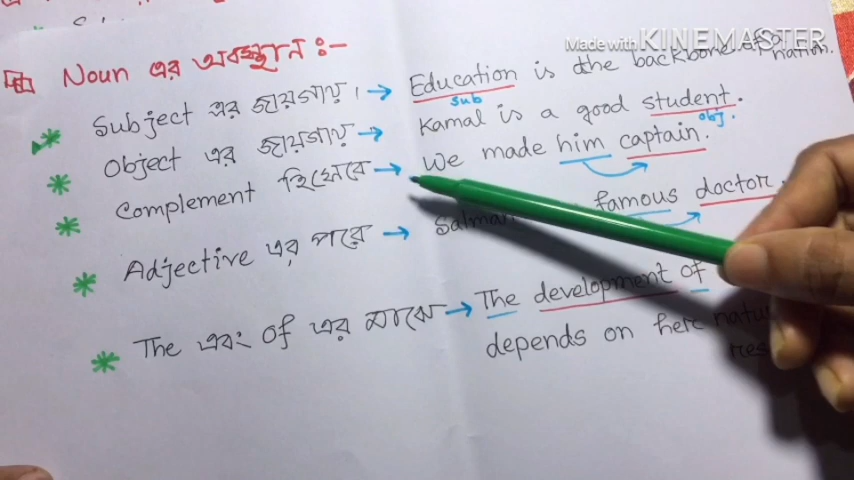 Made with KINEMASTER
Noun এর অবস্থান :-
Subject এর জায়গায়। → Education is the backbone of a nation.
sub
Object এর জায়গায় → Kamal is a good student.
obj.
Complement হিসেবে → We made him captain.
Adjective এর পরে → Salman famous doctor.
The এবং of এর মাঝে → The development of
depends on her